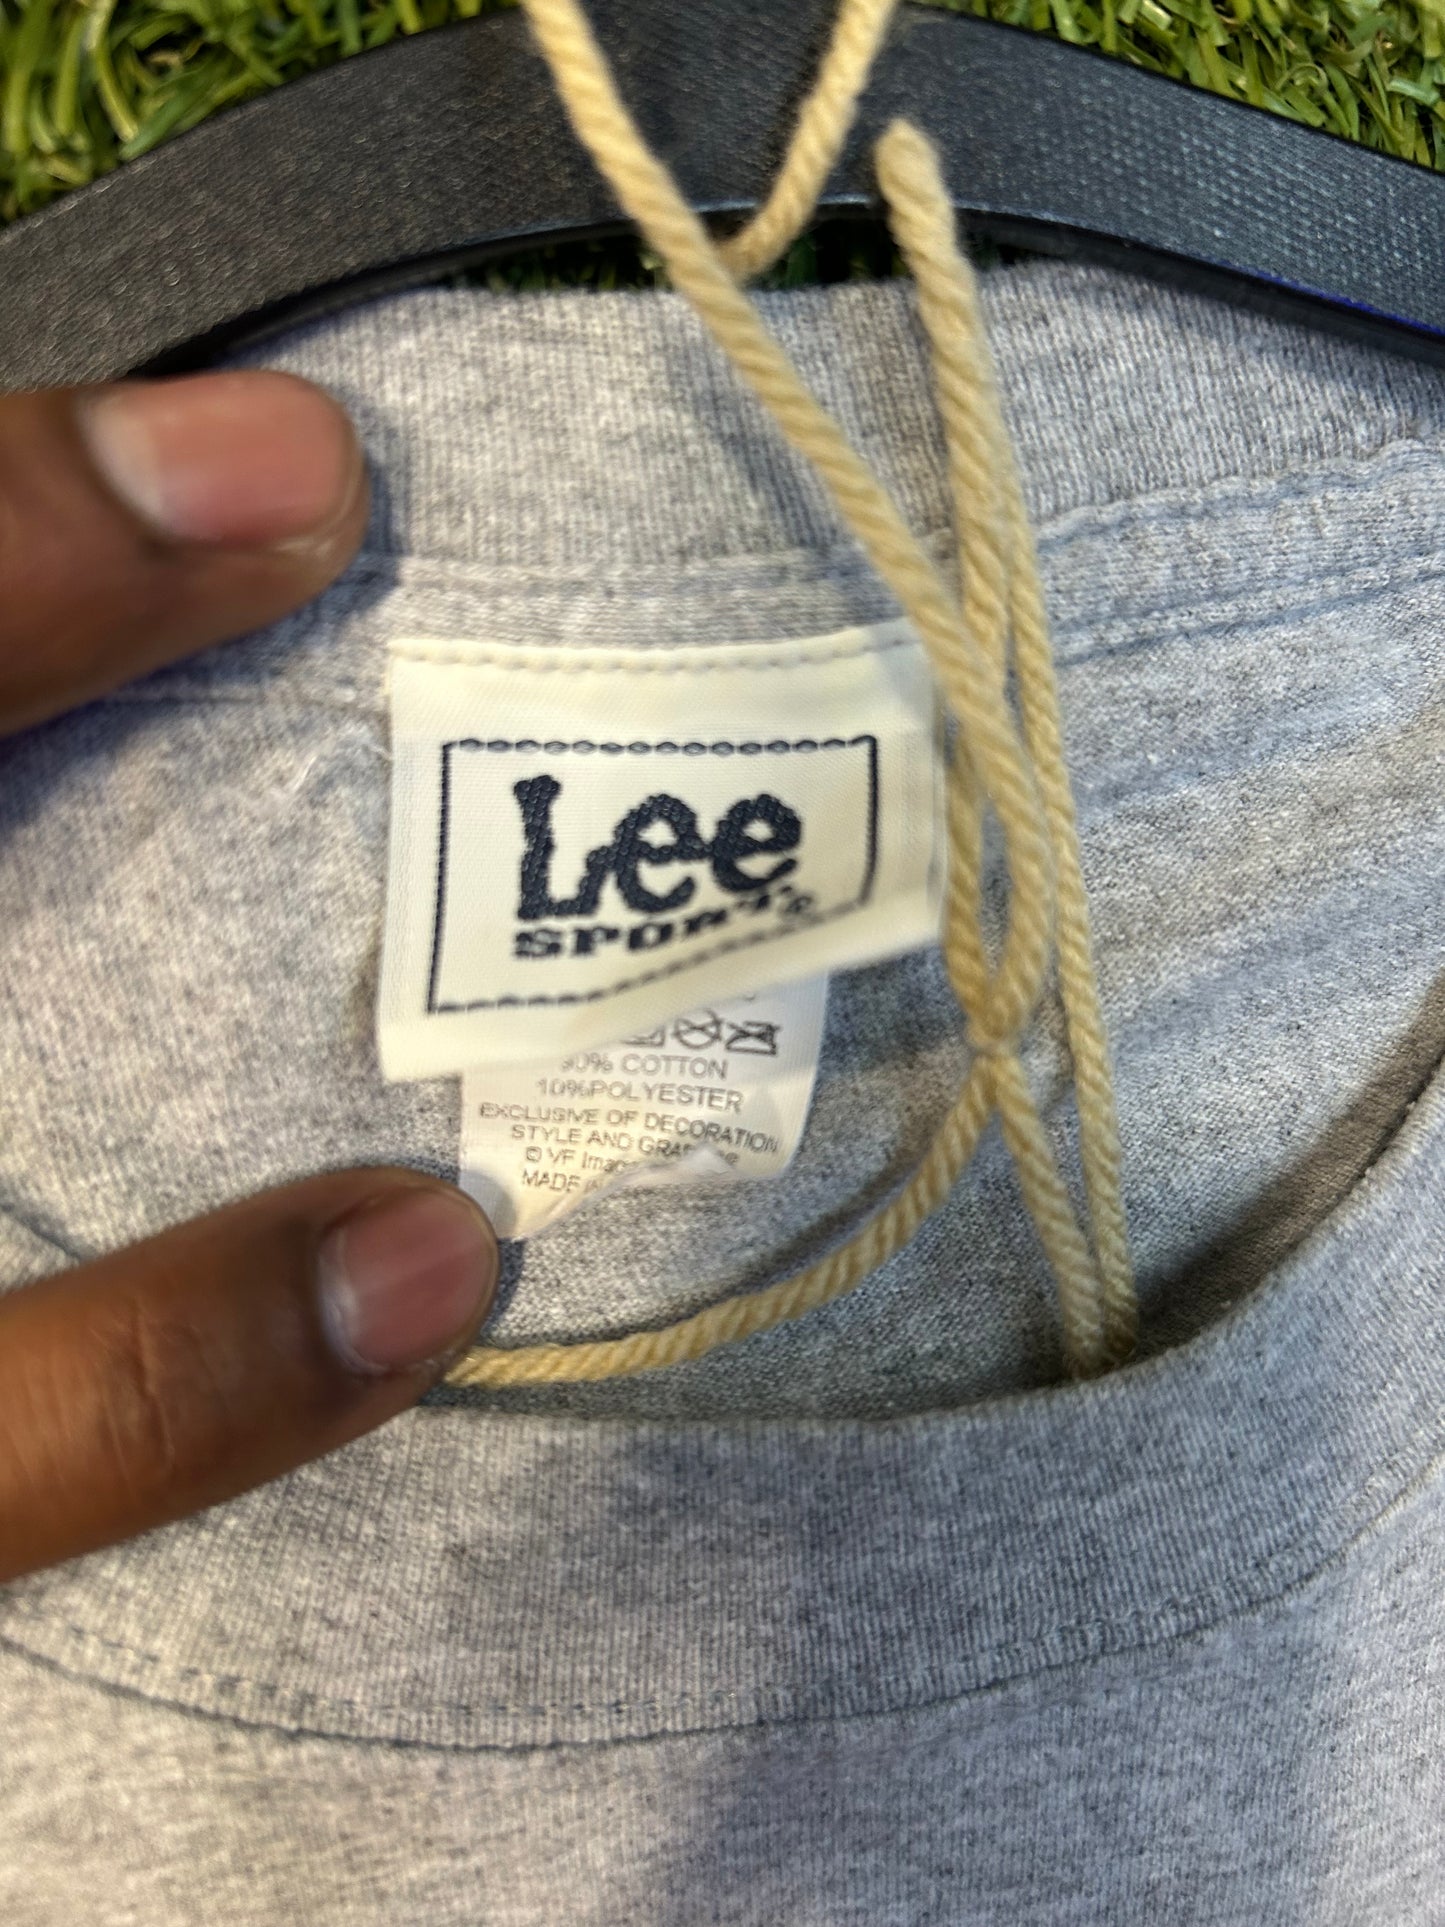 Lee
SPORT
®
90% COTTON
10%POLYESTER
EXCLUSIVE OF DECORATION
STYLE AND
© VF
MADE